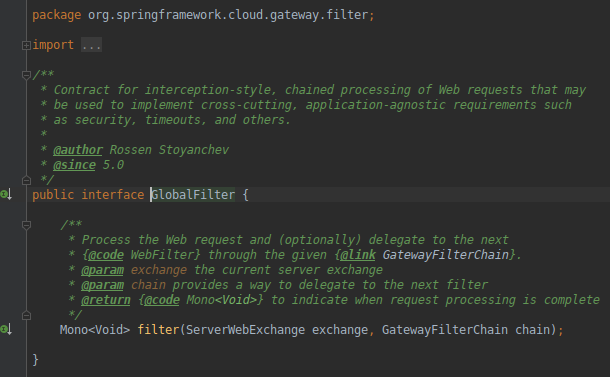 package org.springframework.cloud.gateway.filter;
import ...
/**
 * Contract for interception-style, chained processing of Web requests that may
 * be used to implement cross-cutting, application-agnostic requirements such
 * as security, timeouts, and others.
 *
 * @author Rossen Stoyanchev
 * @since 5.0
 */
public interface GlobalFilter {
    /**
     * Process the Web request and (optionally) delegate to the next
     * {@code WebFilter} through the given {@link GatewayFilterChain}.
     * @param exchange the current server exchange
     * @param chain provides a way to delegate to the next filter
     * @return {@code Mono<Void>} to indicate when request processing is complete
     */
    Mono<Void> filter(ServerWebExchange exchange, GatewayFilterChain chain);
}